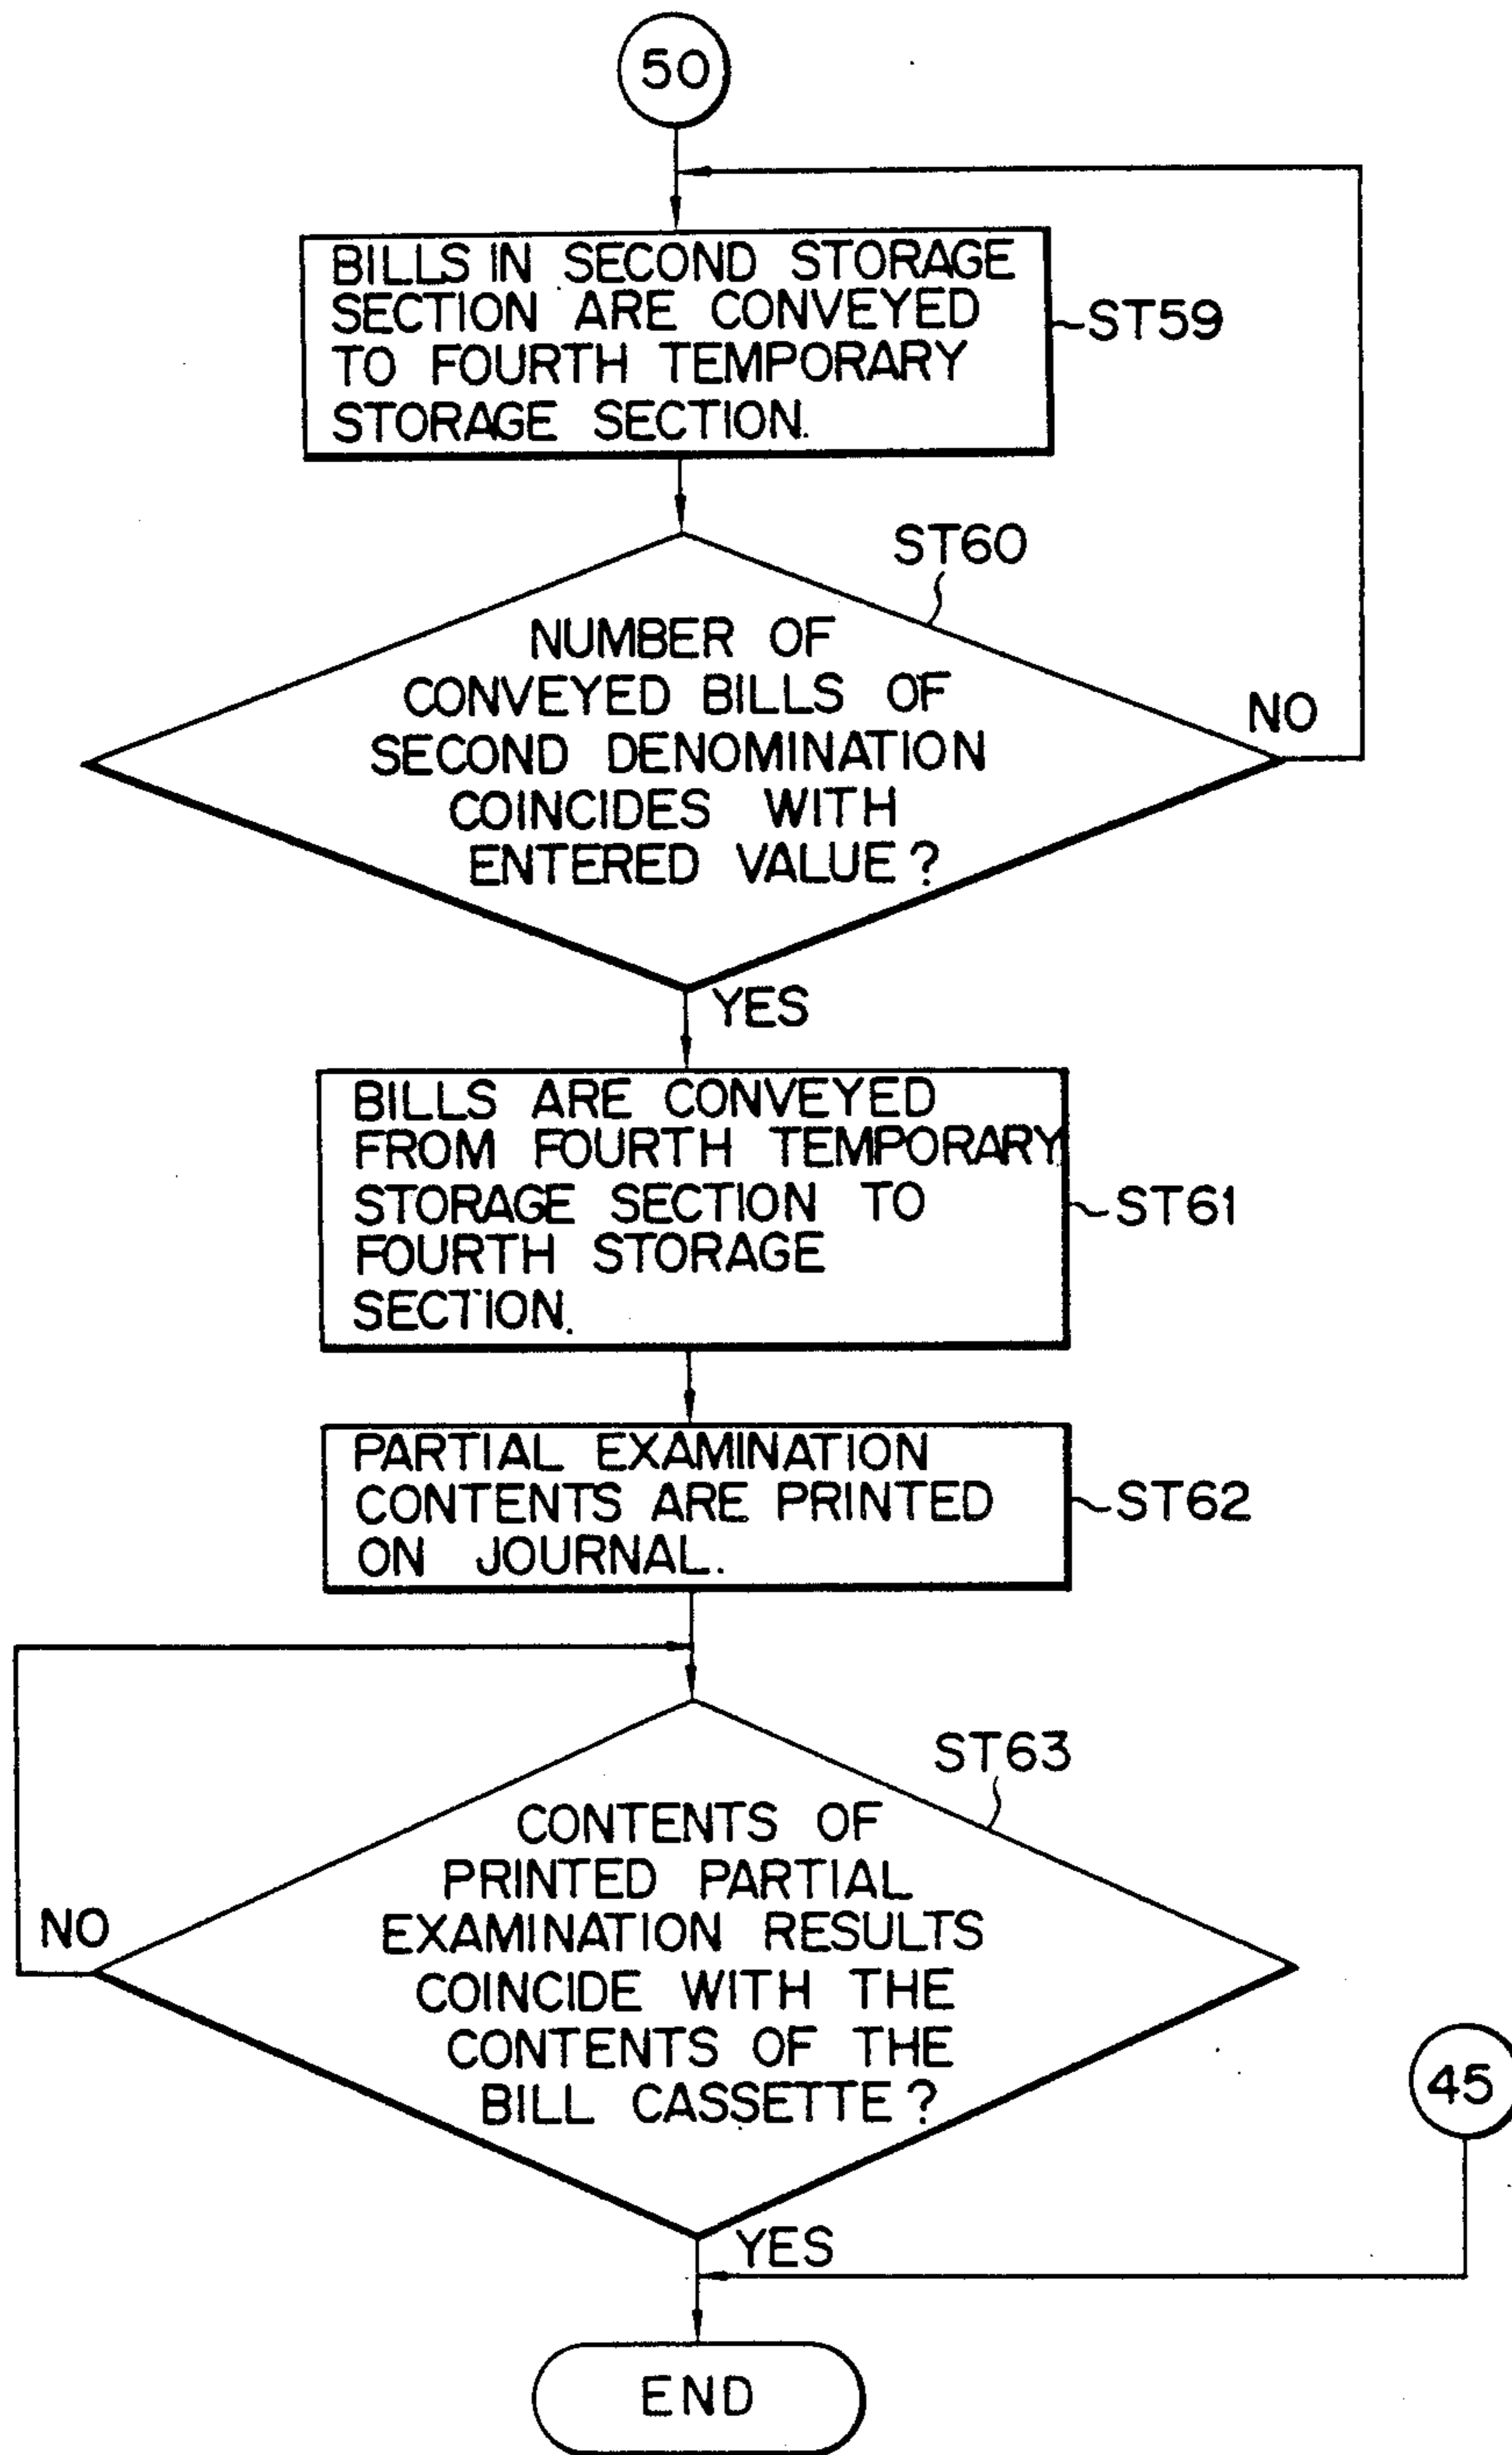 50
BILLS IN SECOND STORAGE
SECTION ARE CONVEYED
TO FOURTH TEMPORARY
STORAGE SECTION.
ST59
ST60
NUMBER OF
CONVEYED BILLS OF
SECOND DENOMINATION
COINCIDES WITH
ENTERED VALUE?
NO
YES
BILLS ARE CONVEYED
FROM FOURTH TEMPORARY
STORAGE SECTION TO
FOURTH STORAGE
SECTION.
ST61
PARTIAL EXAMINATION
CONTENTS ARE PRINTED
ON JOURNAL.
ST62
ST63
CONTENTS OF
PRINTED PARTIAL
EXAMINATION RESULTS
COINCIDE WITH THE
CONTENTS OF THE
BILL CASSETTE?
NO
45
YES
END